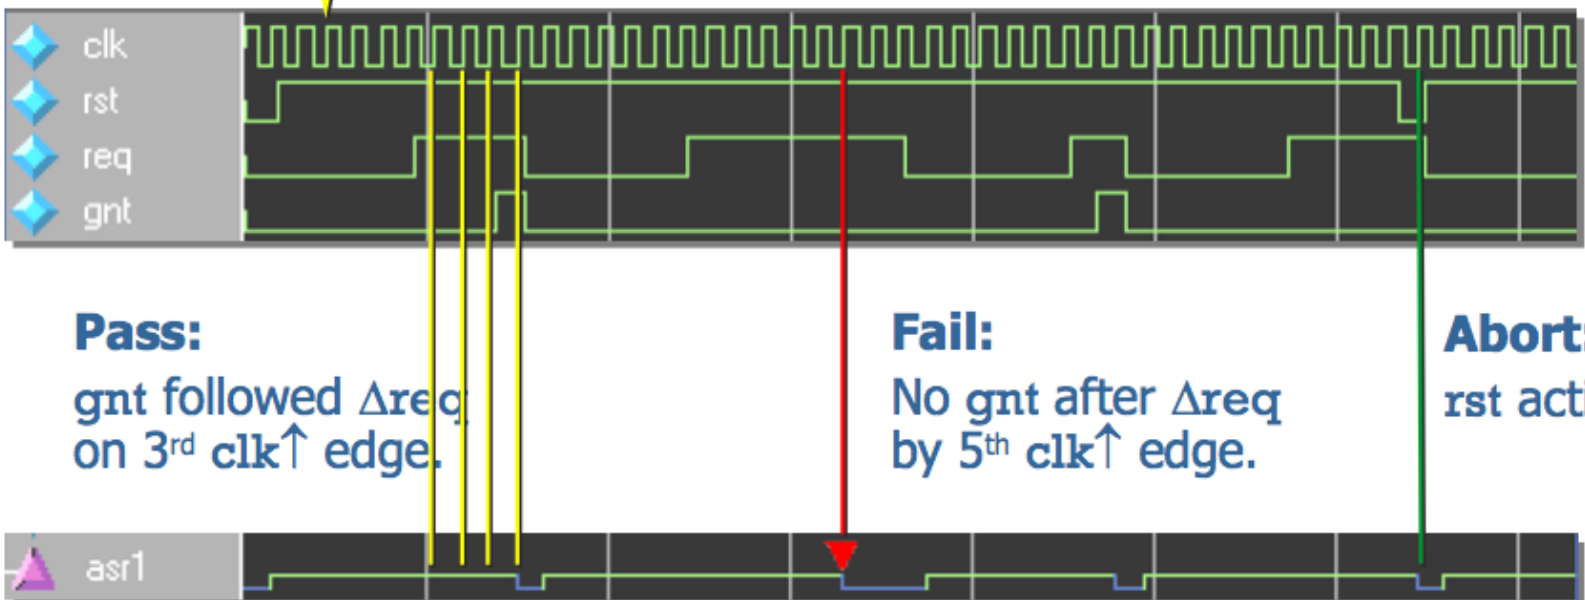 clk
rst
req
gnt
Pass:
gnt followed Δreq
on 3rd clk↑ edge.
Fail:
No gnt after Δreq
by 5th clk↑ edge.
Abort:
rst acti
asr1